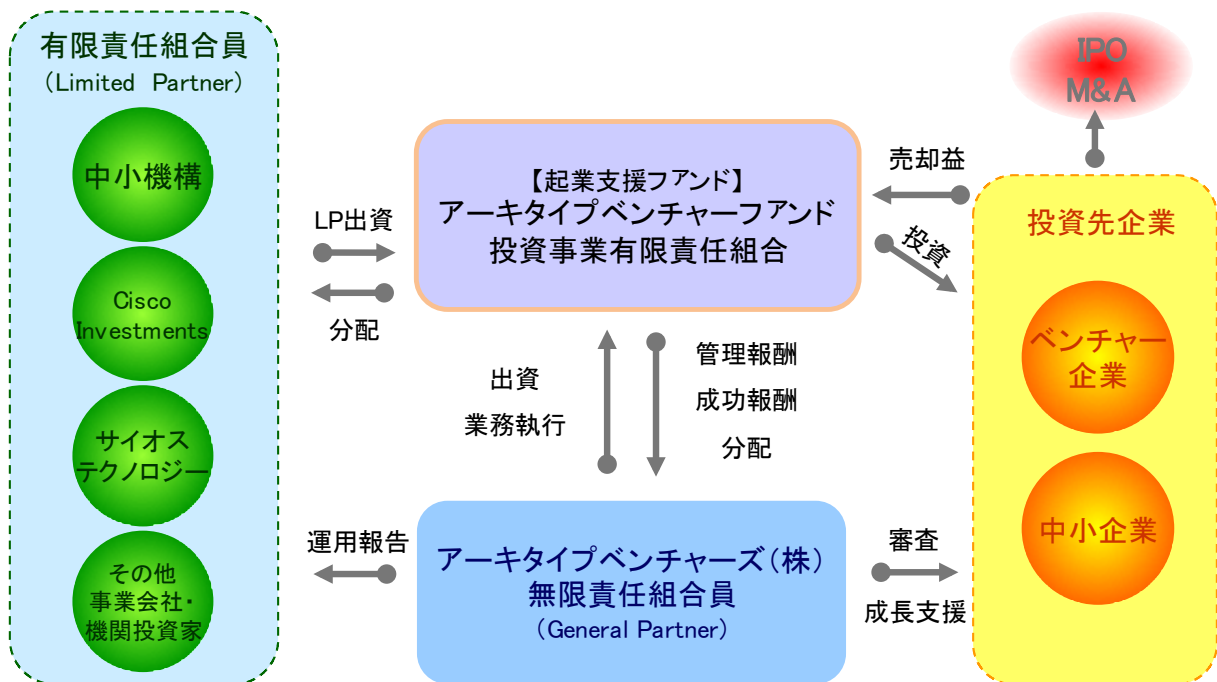 有限責任組合員
（Limited Partner）
中小機構
Cisco
Investments
サイオス
テクノロジー
その他
事業会社・
機関投資家
LP出資
分配
運用報告
【起業支援ファンド】
アーキタイプベンチャーファンド
投資事業有限責任組合
出資
業務執行
管理報酬
成功報酬
分配
アーキタイプベンチャーズ（株）
無限責任組合員
（General Partner）
売却益
投資
審査
成長支援
IPO
M&A
投資先企業
ベンチャー
企業
中小企業